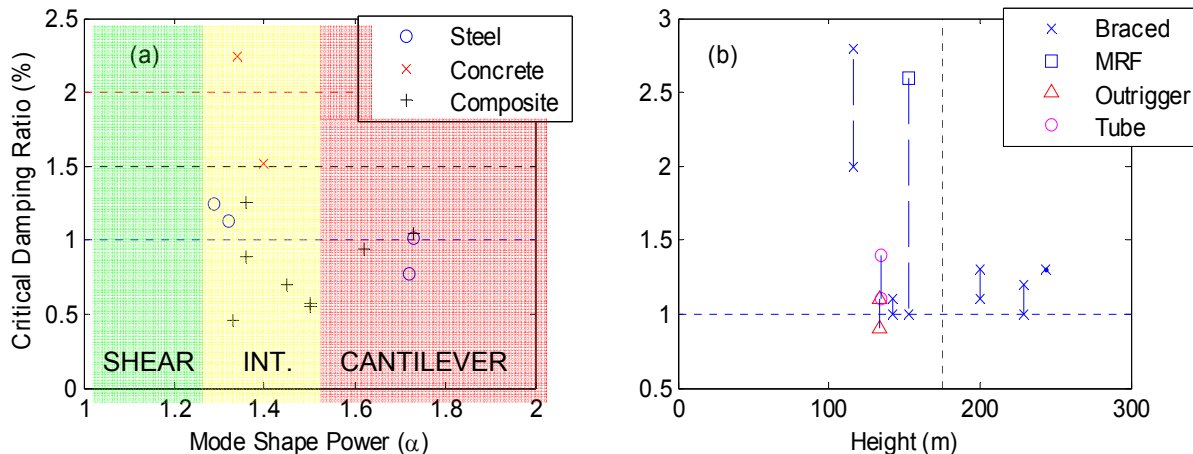 2.5
2
1.5
1
0.5
0
Critical Damping Ratio (%)
(a)
Steel
Concrete
Composite
SHEAR
INT.
CANTILEVER
1
1.2
1.4
1.6
1.8
2
Mode Shape Power (α)
3
2.5
2
1.5
1
0.5
(b)
Braced
MRF
Outrigger
Tube
0
100
200
300
Height (m)